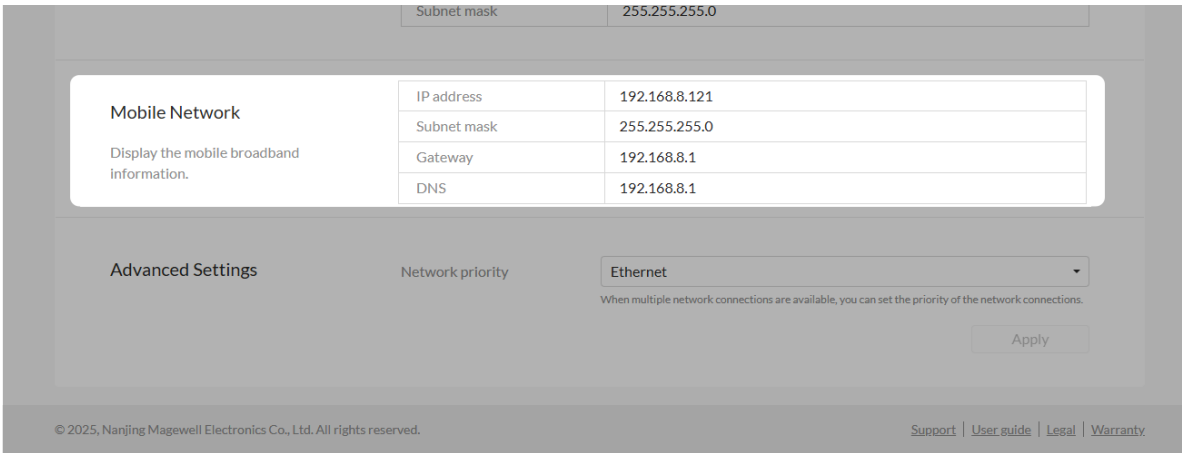 Subnet mask 255.255.255.0
Mobile Network
Display the mobile broadband
information.
IP address 192.168.8.121
Subnet mask 255.255.255.0
Gateway 192.168.8.1
DNS 192.168.8.1
Advanced Settings
Network priority Ethernet
When multiple network connections are available, you can set the priority of the network connections.
Apply
© 2025, Nanjing Magewell Electronics Co., Ltd. All rights reserved.
Support | User guide | Legal | Warranty